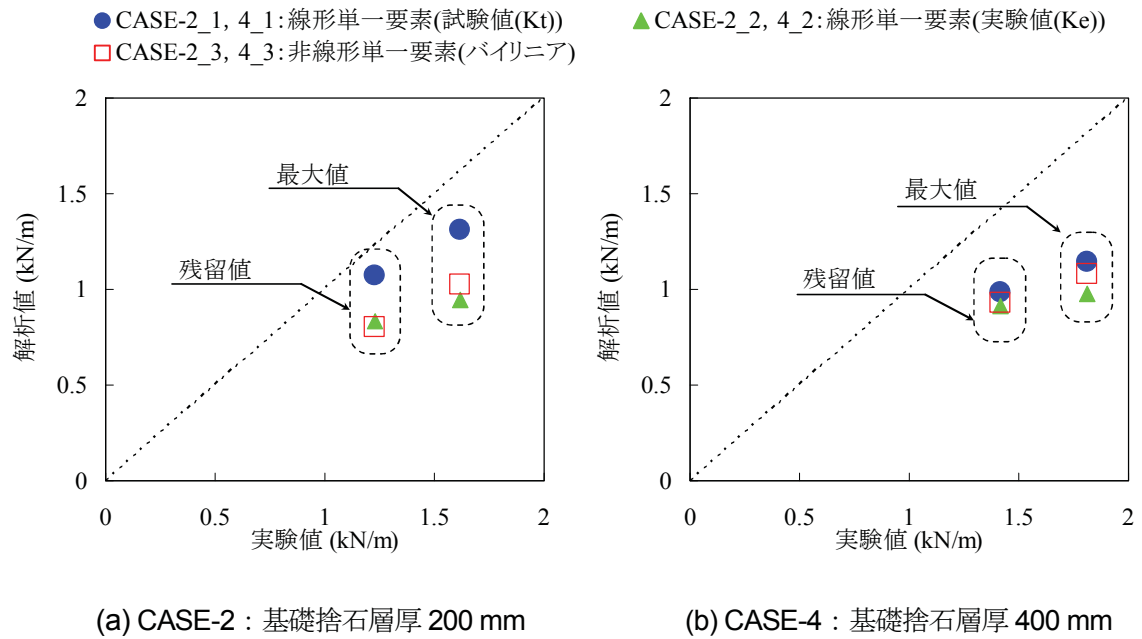 CASE-2_1, 4_1:線形単一要素(試験値(Kt))
CASE-2_2, 4_2:線形単一要素(実験値(Ke))
CASE-2_3, 4_3:非線形単一要素(バイリニア)
2
1.5
1
0.5
0
解析値 (kN/m)
最大値
残留値
0
0.5
1
1.5
2
実験値 (kN/m)
(a) CASE-2:基礎捨石層厚 200 mm
2
1.5
1
0.5
0
解析値 (kN/m)
最大値
残留値
0
0.5
1
1.5
2
実験値 (kN/m)
(b) CASE-4:基礎捨石層厚 400 mm